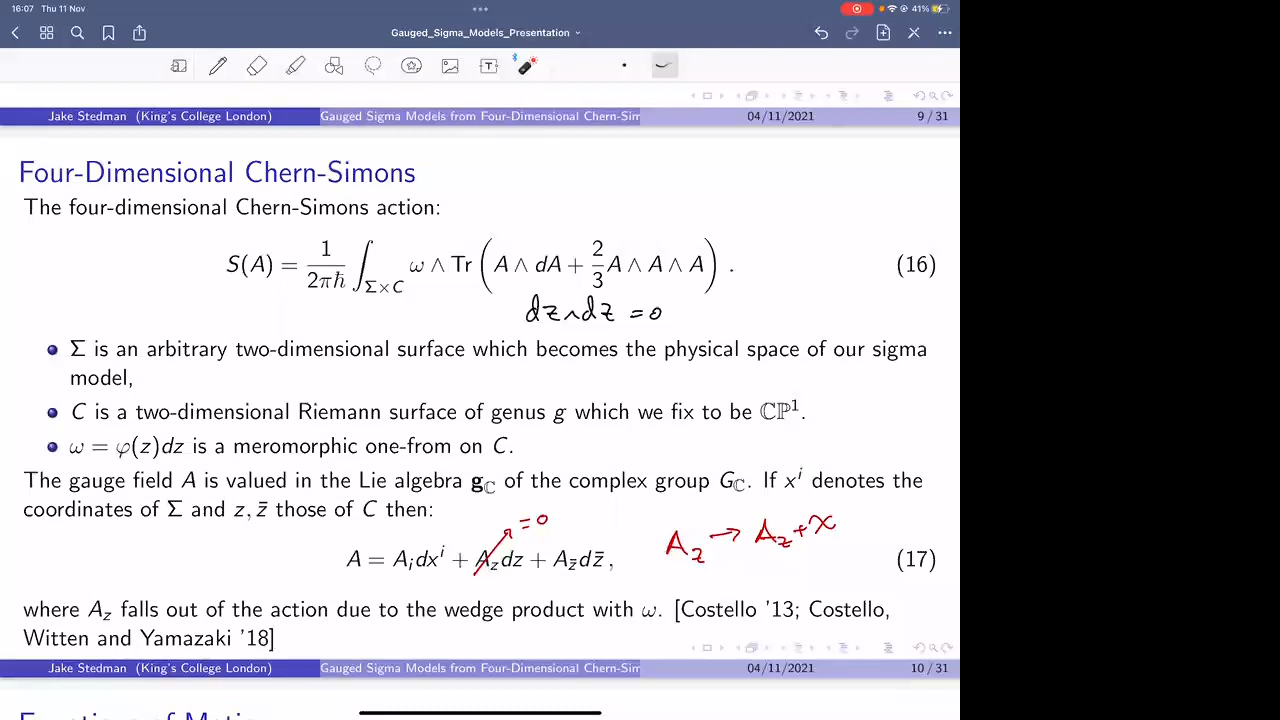 16:07 Thu 11 Nov
41%
Gauged_Sigma_Models_Presentation
Jake Stedman (King's College London) Gauged Sigma Models from Four-Dimensional Chern-Sim 04/11/2021 9 / 31
Four-Dimensional Chern-Simons
The four-dimensional Chern-Simons action:
S(A) = 1/2πℏ ∫_{Σ×C} ω ∧ Tr ( A ∧ dA + 2/3 A ∧ A ∧ A ) . (16)
dz∧dz = 0
Σ is an arbitrary two-dimensional surface which becomes the physical space of our sigma
model,
C is a two-dimensional Riemann surface of genus g which we fix to be ℂℙ¹.
ω = φ(z)dz is a meromorphic one-from on C.
The gauge field A is valued in the Lie algebra g_ℂ of the complex group G_ℂ. If xⁱ denotes the
coordinates of Σ and z, z̄ those of C then:
= 0
A_z → A_z + χ
A = A_i dxⁱ + A_z dz + A_z̄ dz̄ , (17)
where A_z falls out of the action due to the wedge product with ω. [Costello '13; Costello,
Witten and Yamazaki '18]
Jake Stedman (King's College London) Gauged Sigma Models from Four-Dimensional Chern-Sim 04/11/2021 10 / 31